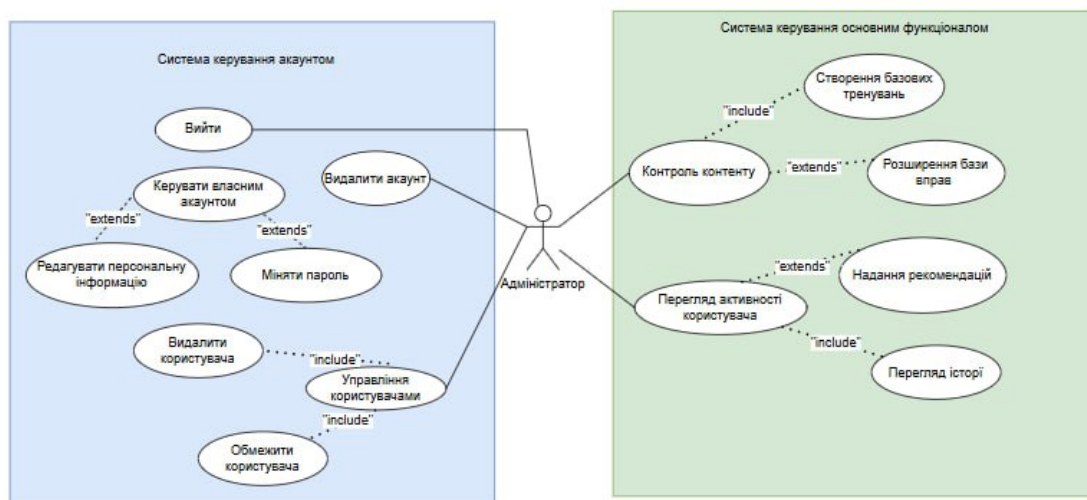 Система керування акаунтом
Вийти
Видалити акаунт
Керувати власним
акаунтом
"extends"
"extends"
Редагувати персональну
інформацію
Міняти пароль
Видалити
користувача
"include"
Управління
користувачами
"include"
Обмежити
користувача
Адміністратор
Система керування основним функціоналом
Створення базових
тренувань
"include"
Контроль контенту
"extends"
Розширення бази
вправ
"extends"
Надання рекомендацій
Перегляд активності
користувача
"include"
Перегляд історії